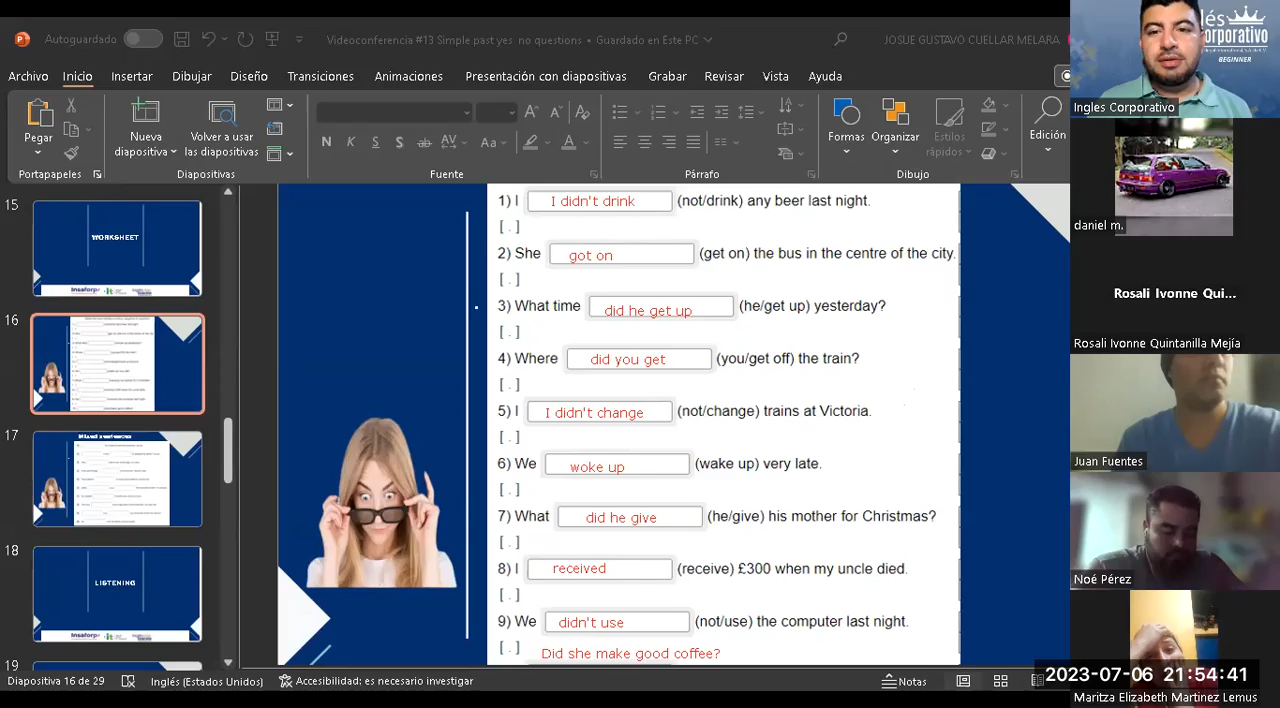 Autoguardado
Videoconferencia #13 Simple past yes no questions • Guardado en Este PC
JOSUE GUSTAVO CUELLAR MELARA
Archivo Inicio Insertar Dibujar Diseño Transiciones Animaciones Presentación con diapositivas Grabar Revisar Vista Ayuda
Pegar
Nueva diapositiva
Volver a usar las diapositivas
Formas
Organizar
Estilos rápidos
Edición
N K S S ab AV Aa A
Portapapeles
Diapositivas
Fuente
Párrafo
Dibujo
15
WORKSHEET
Insaforp
16
17
18
LISTENING
Insaforp
19
1) I I didn't drink (not/drink) any beer last night.
[ . ]
2) She got on (get on) the bus in the centre of the city.
[ . ]
3) What time did he get up (he/get up) yesterday?
[ . ]
4) Where did you get (you/get off) the train?
[ . ]
5) I I didn't change (not/change) trains at Victoria.
[ . ]
6) We woke up (wake up) very late.
[ . ]
7) What did he give (he/give) his mother for Christmas?
[ . ]
8) I received (receive) £300 when my uncle died.
[ . ]
9) We didn't use (not/use) the computer last night.
[ . ] Did she make good coffee?
Diapositiva 16 de 29
Inglés (Estados Unidos)
Accesibilidad: es necesario investigar
Notas
lés
orporativo
BEGINNER
Ingles Corporativo
daniel m.
Rosali Ivonne Qui...
Rosali Ivonne Quintanilla Mejía
Juan Fuentes
Noé Pérez
2023-07-06 21:54:41
Maritza Elizabeth Martinez Lemus